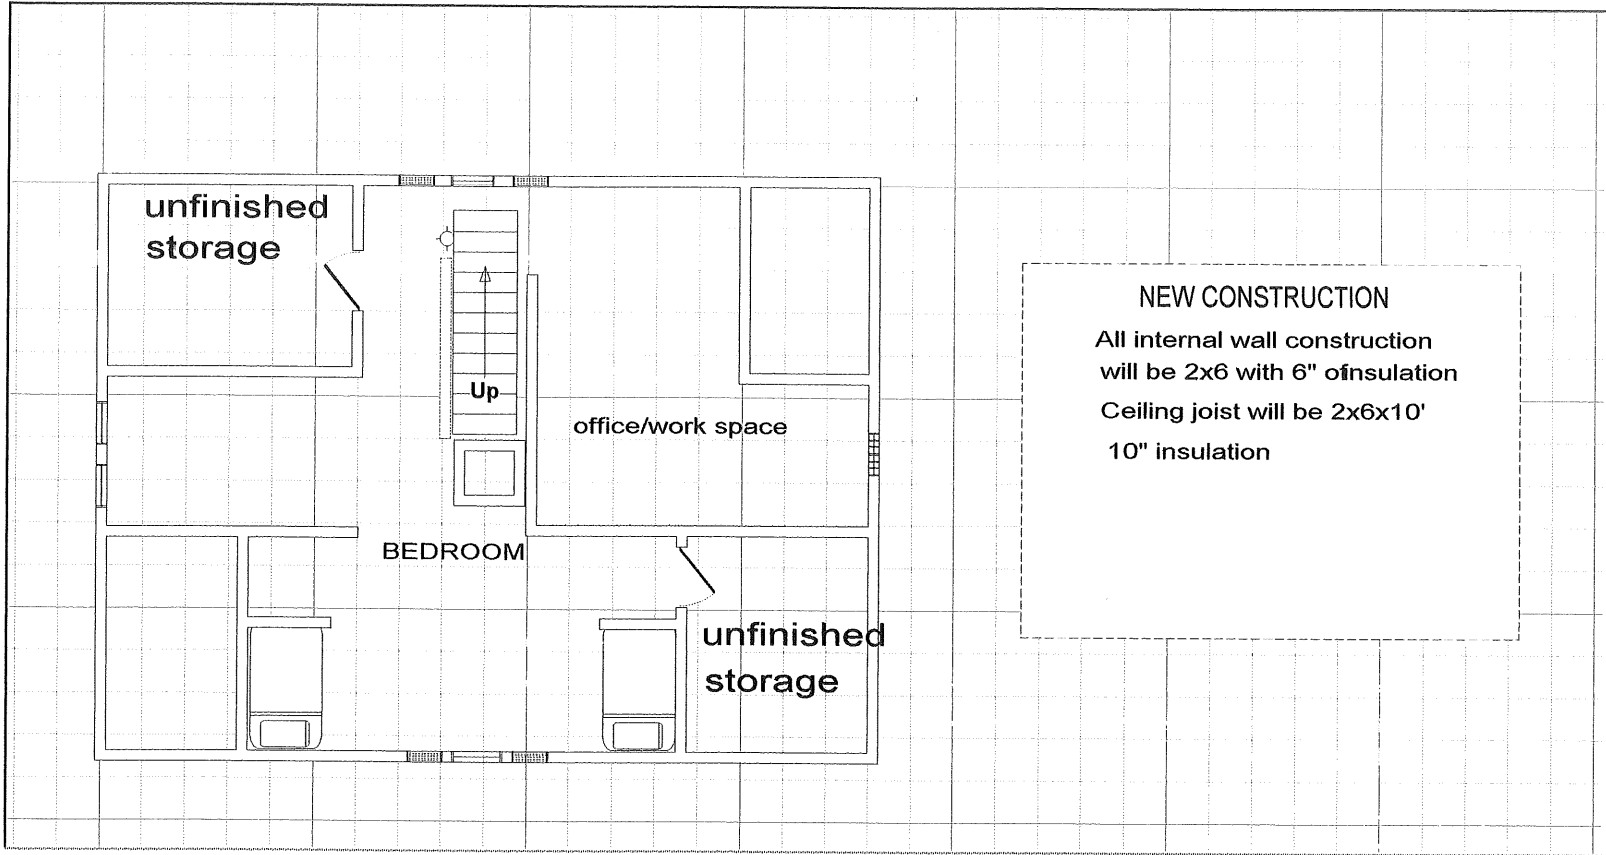 unfinished
storage
Up
office/work space
BEDROOM
unfinished
storage
NEW CONSTRUCTION
All internal wall construction
will be 2x6 with 6" ofinsulation
Ceiling joist will be 2x6x10'
10" insulation